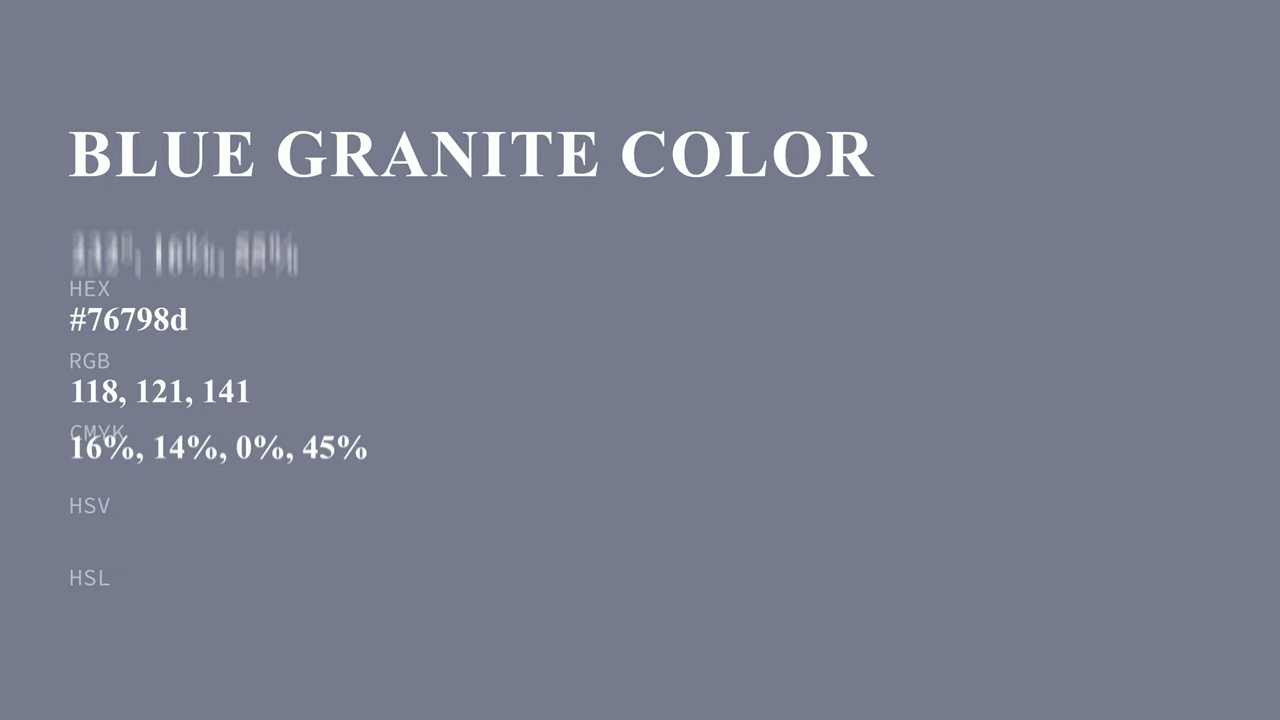 BLUE GRANITE COLOR
HEX
#76798d
RGB
118, 121, 141
CMYK
16%, 14%, 0%, 45%
HSV
HSL